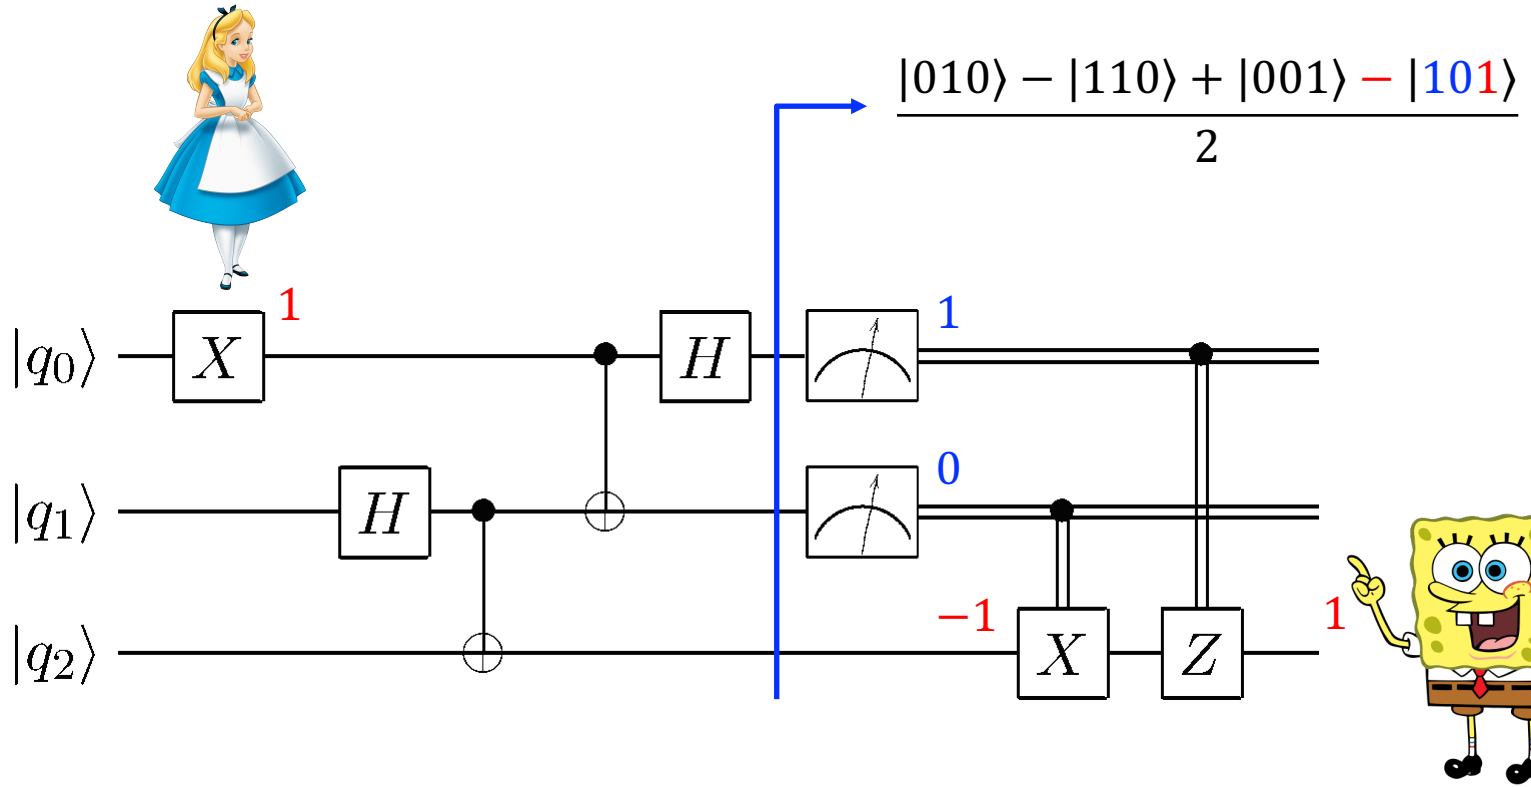 |010⟩ − |110⟩ + |001⟩ − |101⟩
2
1
1
|q₀⟩ X H
0
|q₁⟩ H
−1
1
|q₂⟩ X Z